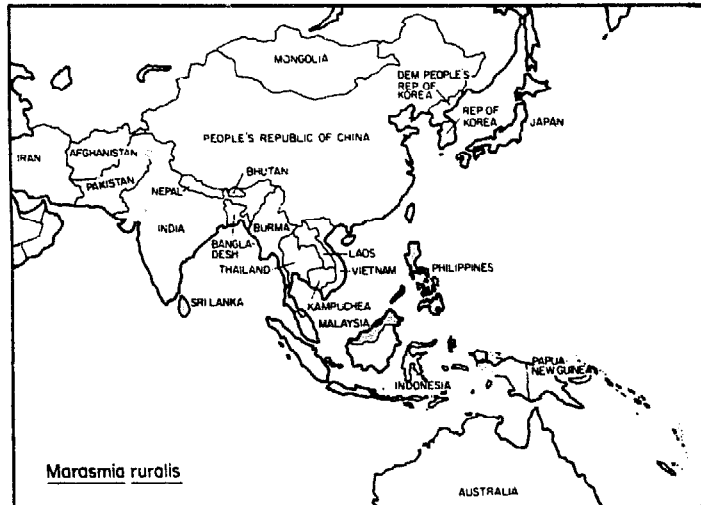 MONGOLIA
DEM PEOPLE'S
REP OF
KOREA
REP OF
KOREA
JAPAN
PEOPLE'S REPUBLIC OF CHINA
IRAN
AFGHANISTAN
PAKISTAN
NEPAL
BHUTAN
INDIA
BURMA
BANGLA-
DESH
LAOS
THAILAND
VIETNAM
PHILIPPINES
KAMPUCHEA
SRI LANKA
MALAYSIA
PAPUA
NEW GUINEA
INDONESIA
Marasmia ruralis
AUSTRALIA